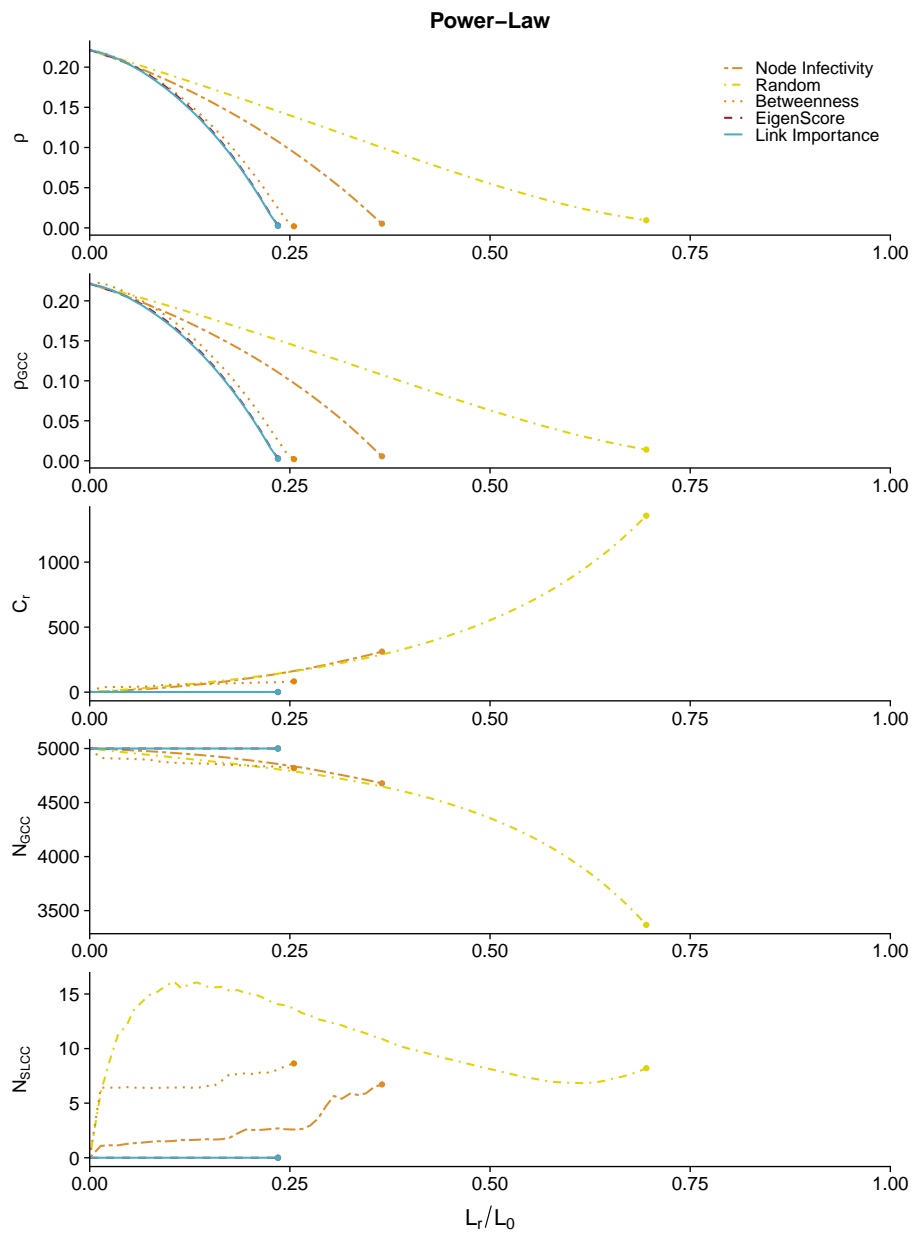 Power−Law
0.20
0.15
0.10
0.05
0.00
ρ
Node Infectivity
Random
Betweenness
EigenScore
Link Importance
0.00 0.25 0.50 0.75 1.00
0.20
0.15
0.10
0.05
0.00
ρGCC
0.00 0.25 0.50 0.75 1.00
1000
500
0
Cr
0.00 0.25 0.50 0.75 1.00
5000
4500
4000
3500
NGCC
0.00 0.25 0.50 0.75 1.00
15
10
5
0
NSLCC
0.00 0.25 0.50 0.75 1.00
Lr/L0